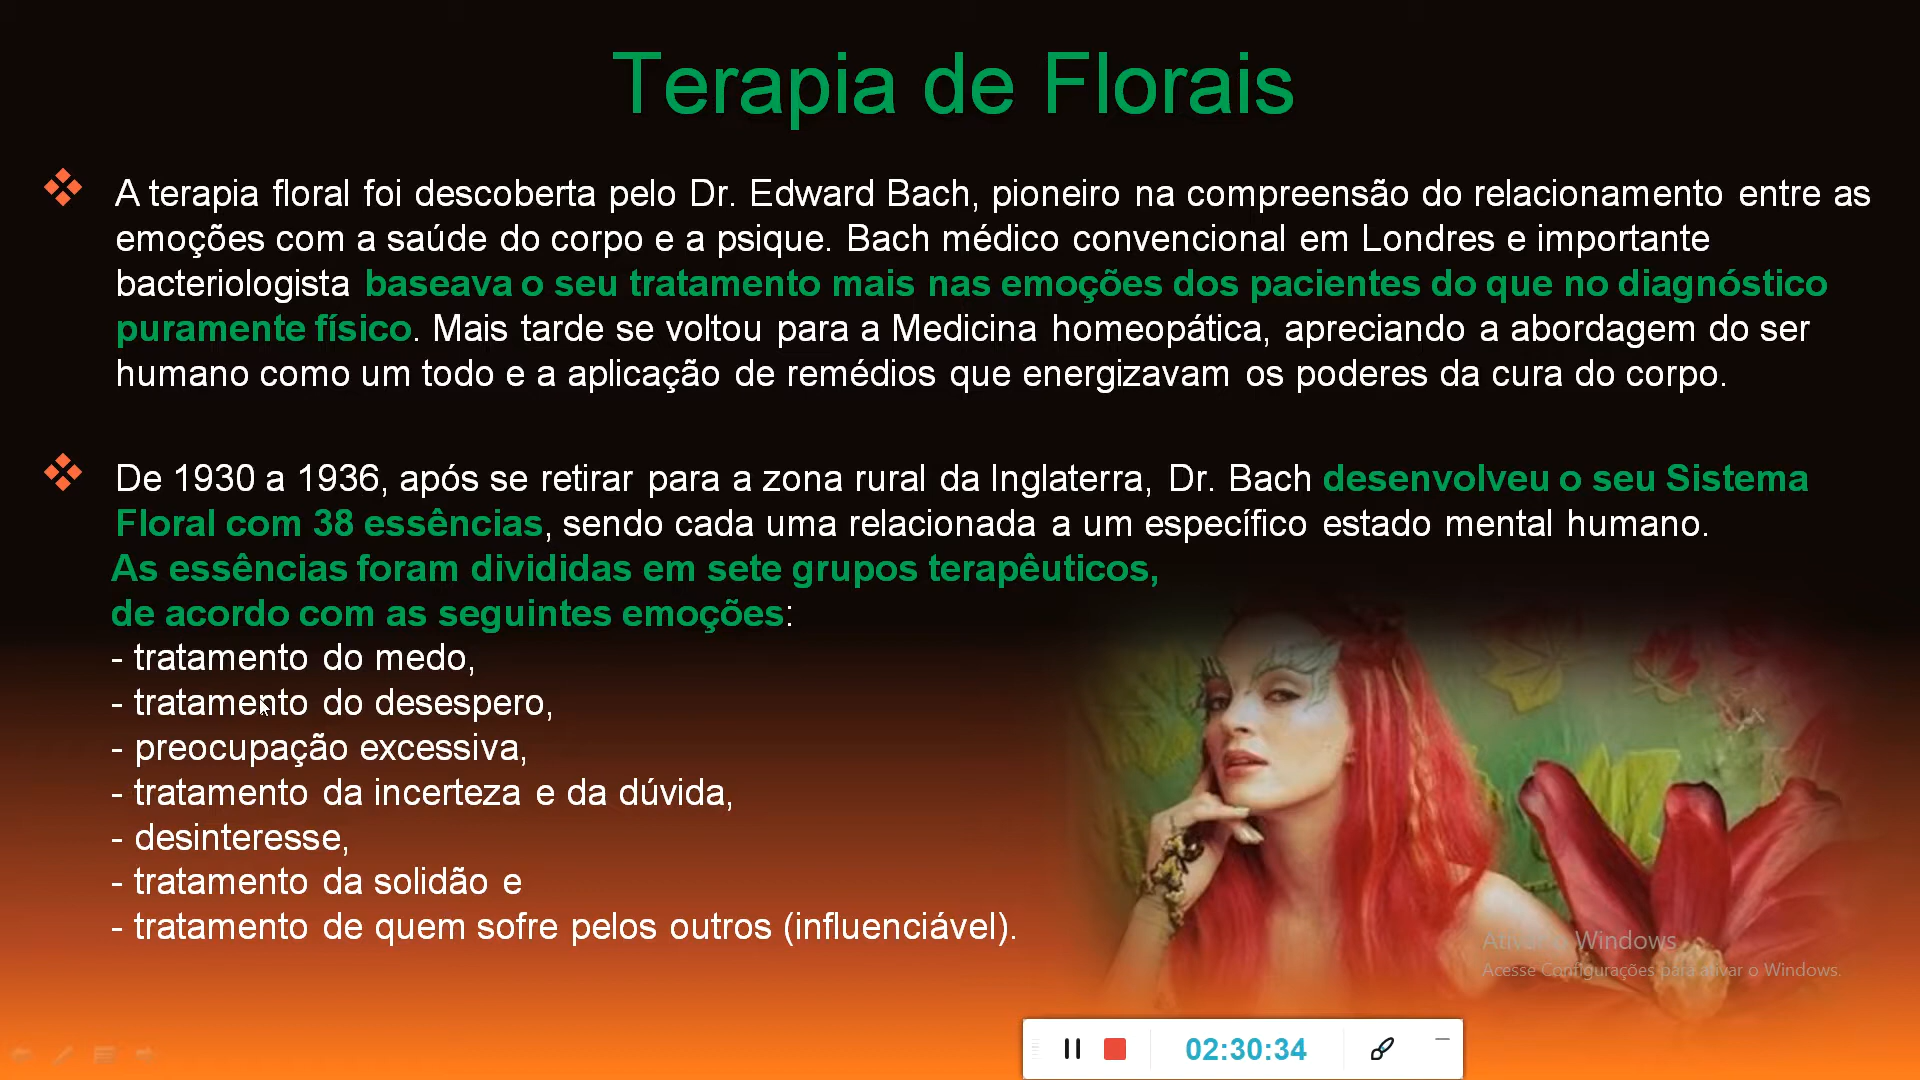 Terapia de Florais
A terapia floral foi descoberta pelo Dr. Edward Bach, pioneiro na compreensão do relacionamento entre as
emoções com a saúde do corpo e a psique. Bach médico convencional em Londres e importante
bacteriologista baseava o seu tratamento mais nas emoções dos pacientes do que no diagnóstico
puramente físico. Mais tarde se voltou para a Medicina homeopática, apreciando a abordagem do ser
humano como um todo e a aplicação de remédios que energizavam os poderes da cura do corpo.
De 1930 a 1936, após se retirar para a zona rural da Inglaterra, Dr. Bach desenvolveu o seu Sistema
Floral com 38 essências, sendo cada uma relacionada a um específico estado mental humano.
As essências foram divididas em sete grupos terapêuticos,
de acordo com as seguintes emoções:
- tratamento do medo,
- tratamento do desespero,
- preocupação excessiva,
- tratamento da incerteza e da dúvida,
- desinteresse,
- tratamento da solidão e
- tratamento de quem sofre pelos outros (influenciável).
Ativar o Windows
Acesse Configurações para ativar o Windows.
02:30:34